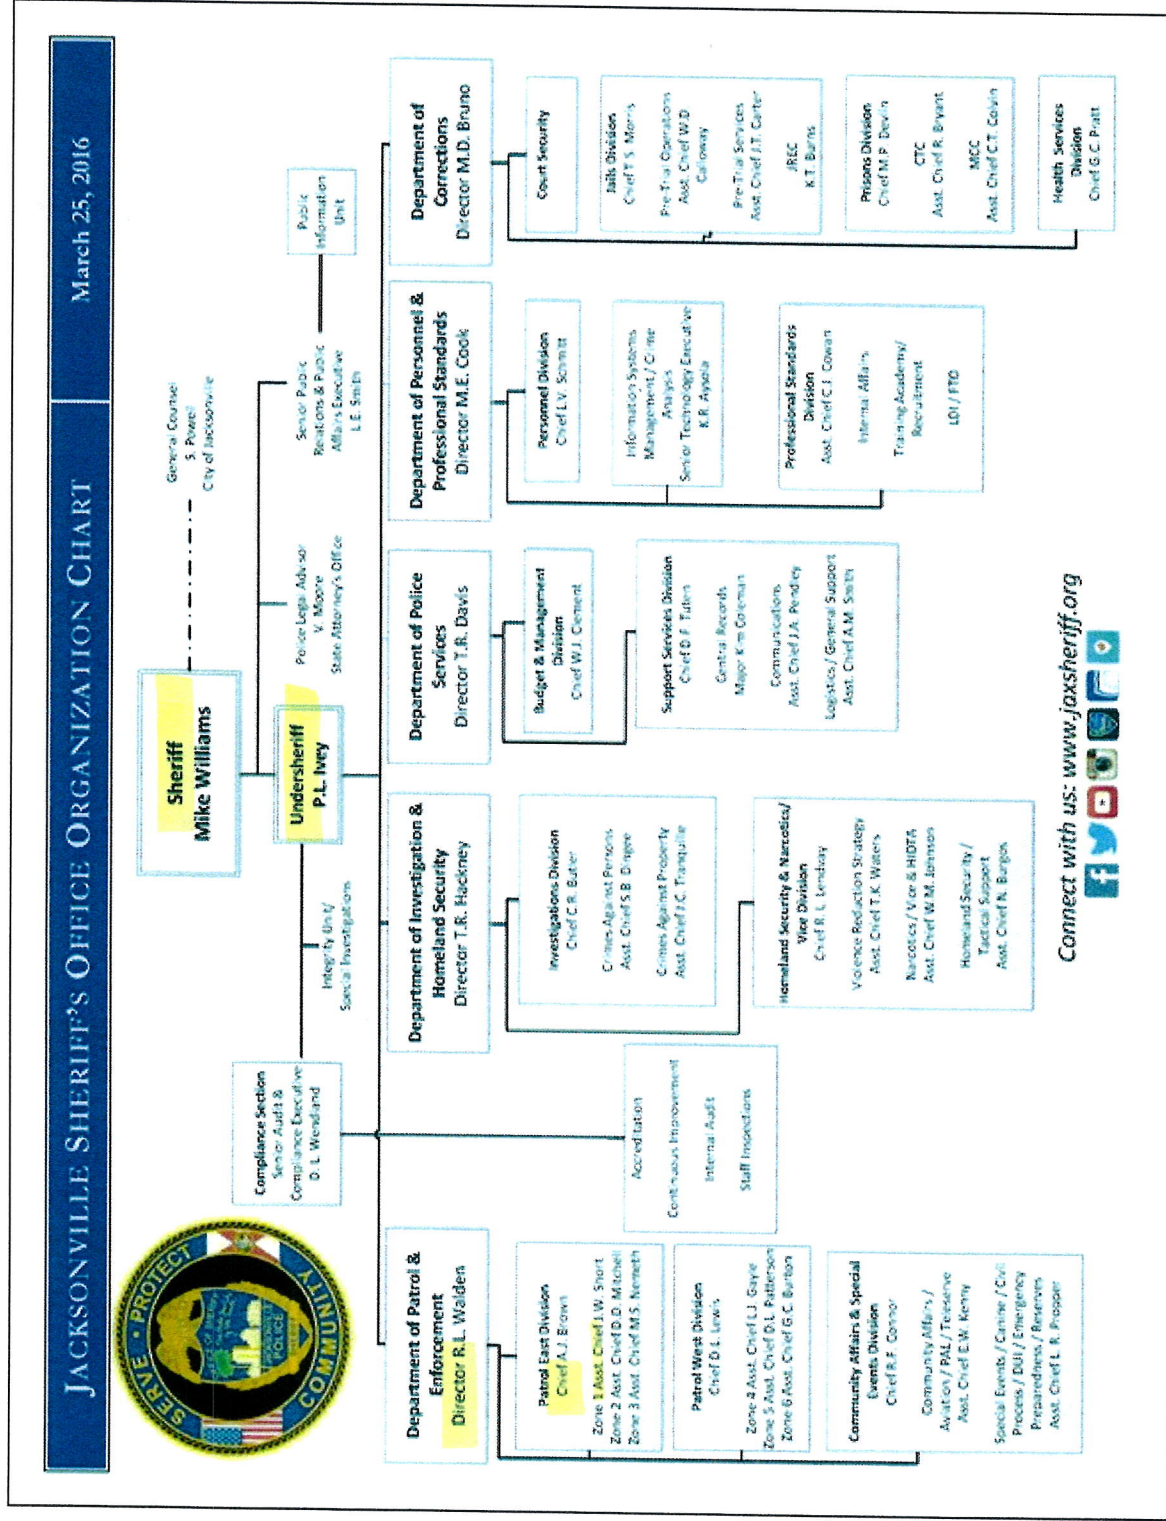 JACKSONVILLE SHERIFF'S OFFICE ORGANIZATION CHART
March 25, 2016
SERVE • PROTECT
COMMUNITY
POLICE
Sheriff
Mike Williams
General Counsel
S. Powell
City of Jacksonville
Undersheriff
P.L. Ivey
Police Legal Advisor
V. Moore
State Attorney's Office
Senior Public
Relations & Public
Affairs Executive
L.E. Smith
Public
Information
Unit
Integrity Unit/
Special Investigations
Compliance Section
Senior Audit &
Compliance Executive
D. L. Wendland
Accreditation
Continuous Improvement
Internal Audit
Staff Inspections
Department of Patrol &
Enforcement
Director R.L. Walden
Patrol East Division
Chief A.J. Brown
Zone 1 Asst. Chief J.W. Short
Zone 2 Asst. Chief D.D. Mitchell
Zone 3 Asst. Chief M.S. Nemeth
Patrol West Division
Chief D.L. Lewis
Zone 4 Asst. Chief L.J. Gayle
Zone 5 Asst. Chief D.L. Patterson
Zone 6 Asst. Chief G.C. Burton
Community Affairs & Special
Events Division
Chief R.F. Connor
Community Affairs /
Aviation / PAL / Teleserve
Asst. Chief E.W. Kenny
Special Events / Canine / Civil
Process / DUI / Emergency
Preparedness / Reserves
Asst. Chief L. R. Propper
Department of Investigation &
Homeland Security
Director T.R. Hackney
Investigations Division
Chief C.R. Butler
Crimes Against Persons
Asst. Chief S.B. Dingee
Crimes Against Property
Asst. Chief J.C. Tranquille
Homeland Security & Narcotics/
Vice Division
Chief R.L. Lendvay
Violence Reduction Strategy
Asst. Chief T.K. Waters
Narcotics / Vice & HIDTA
Asst. Chief W.M. Johnson
Homeland Security /
Tactical Support
Asst. Chief N. Burgos
Department of Police
Services
Director T.R. Davis
Budget & Management
Division
Chief W.J. Clement
Support Services Division
Chief D.F. Tuten
Central Records
Major Kim Coleman
Communications
Asst. Chief J.A. Pendley
Logistics / General Support
Asst. Chief A.M. Smith
Department of Personnel &
Professional Standards
Director M.E. Cook
Personnel Division
Chief L.V. Schmitt
Information Systems
Management / Crime
Analysis
Senior Technology Executive
K.R. Aysola
Professional Standards
Division
Asst. Chief C.J. Cowan
Internal Affairs
Training Academy/
Recruitment
LDI / FTO
Department of
Corrections
Director M.D. Bruno
Court Security
Jails Division
Chief T.S. Morris
Pre-Trial Operations
Asst. Chief W.D
Calloway
Pre-Trial Services
Asst. Chief J.T. Carter
JREC
K.T. Burns
Prisons Division
Chief M.P. Devin
CTC
Asst. Chief R. Bryant
MCC
Asst. Chief C.T. Colvin
Health Services
Division
Chief G.C. Pratt
Connect with us: www.jaxsheriff.org